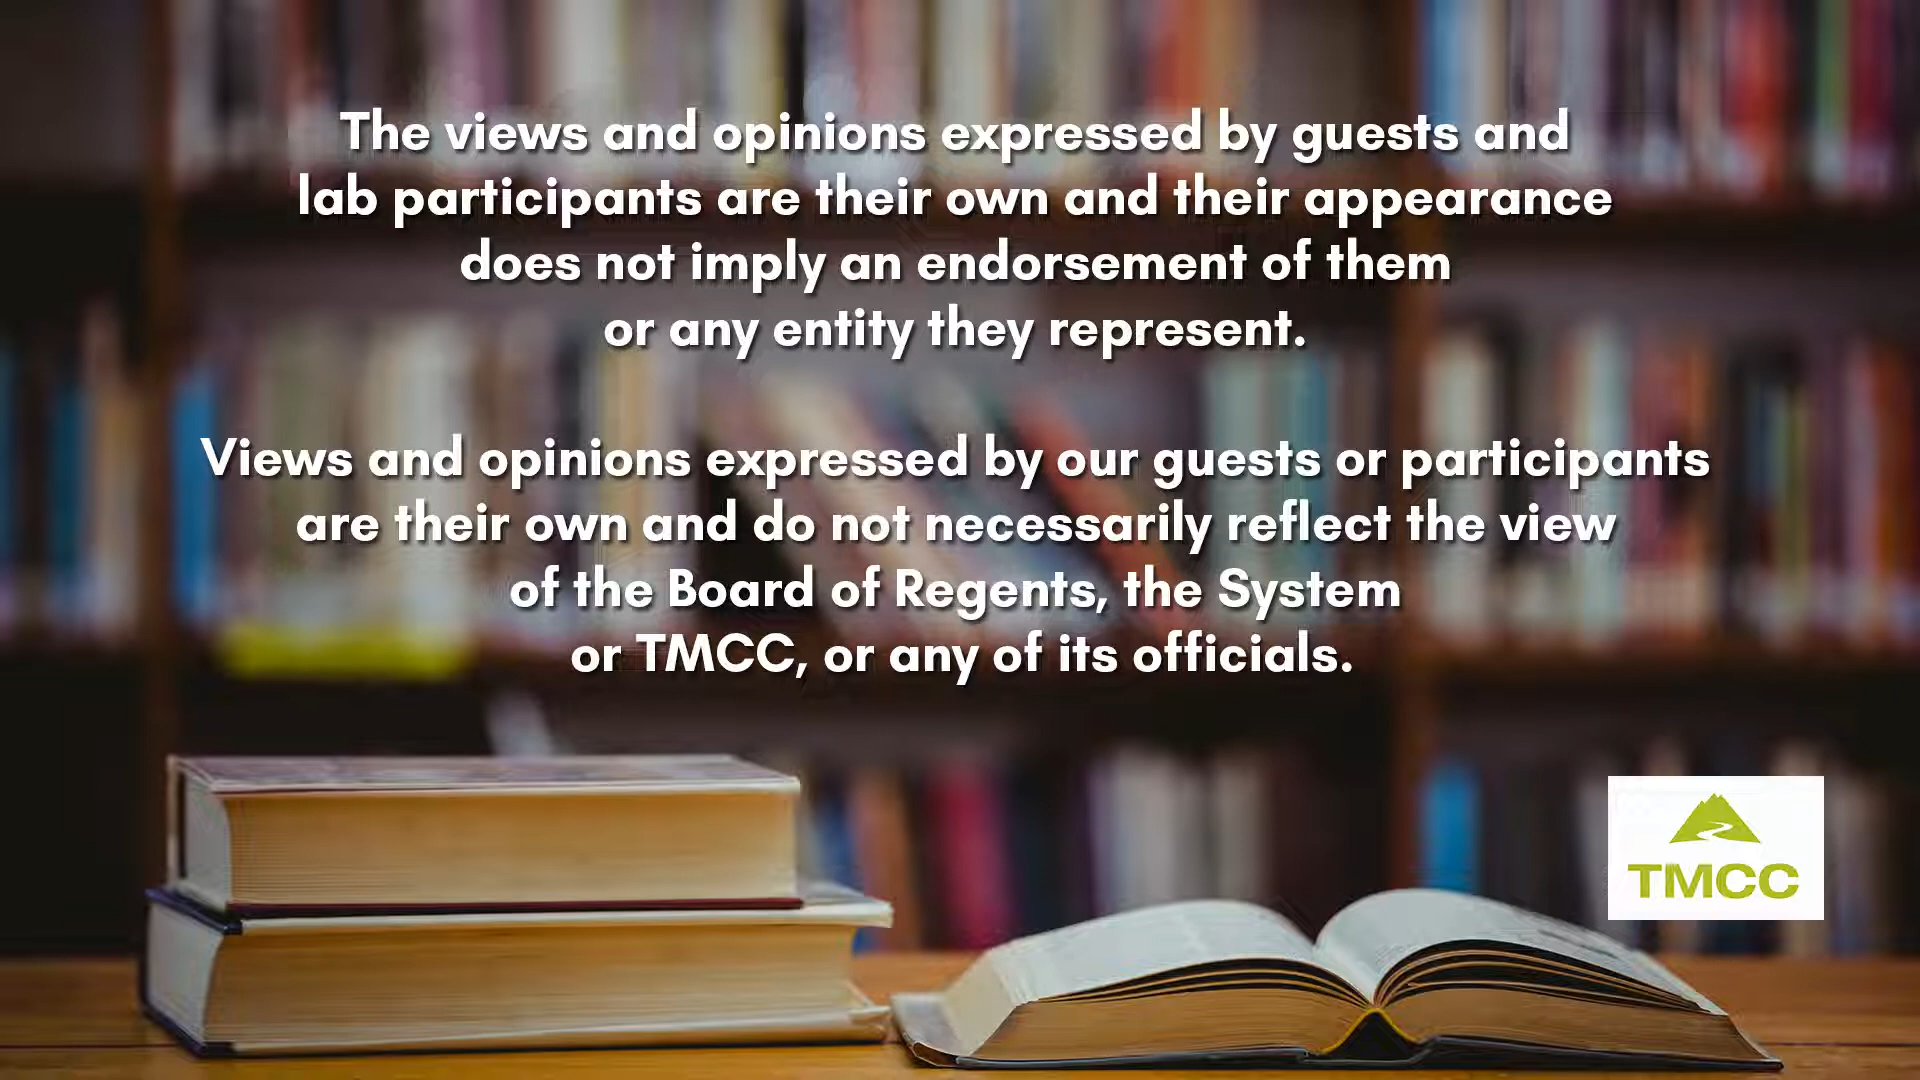 The views and opinions expressed by guests and
lab participants are their own and their appearance
does not imply an endorsement of them
or any entity they represent.
Views and opinions expressed by our guests or participants
are their own and do not necessarily reflect the view
of the Board of Regents, the System
or TMCC, or any of its officials.
TMCC